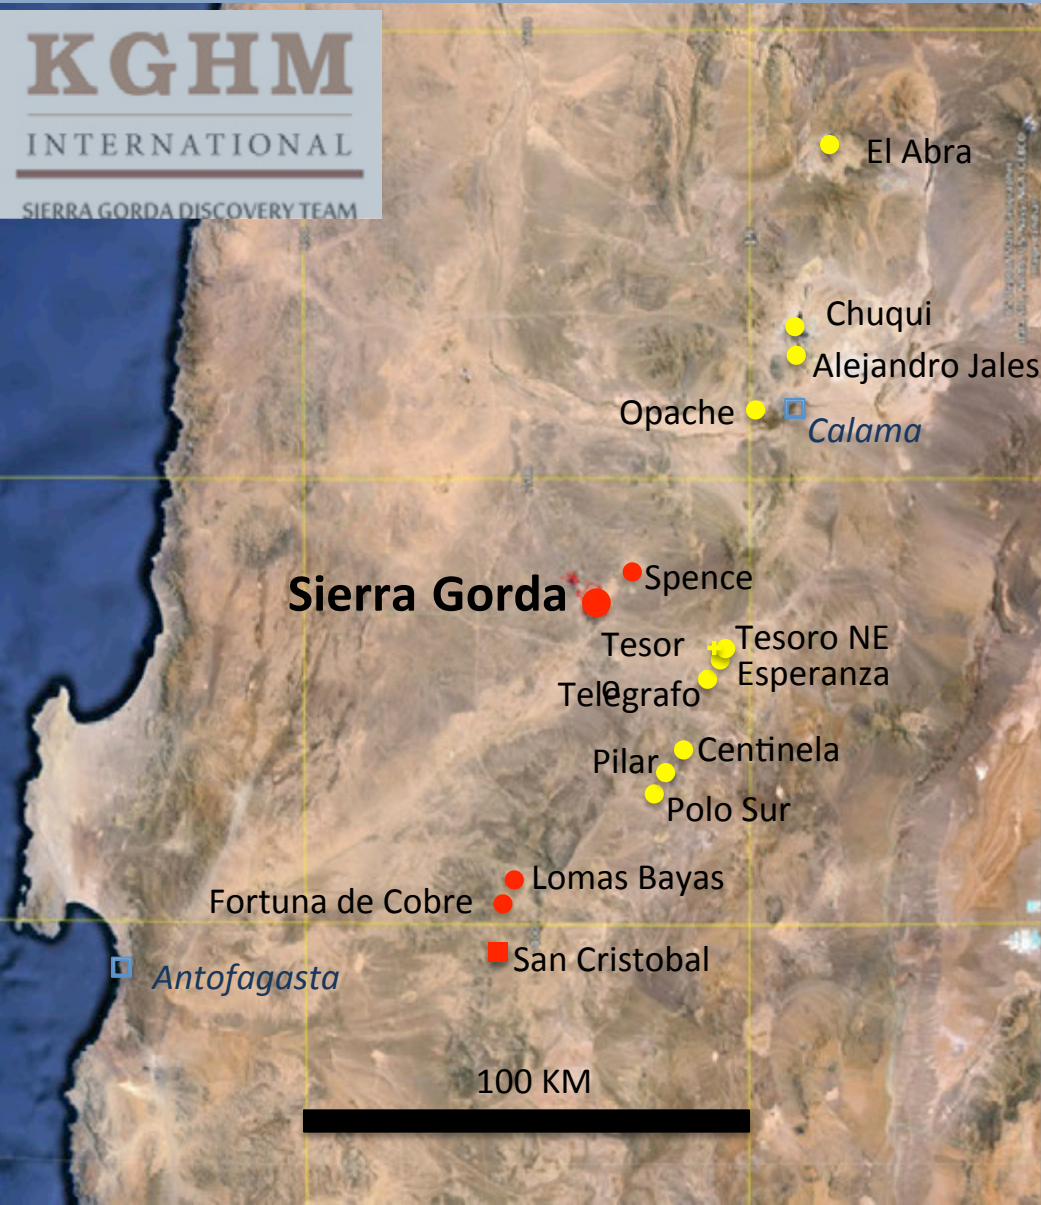 KGHM
INTERNATIONAL
SIERRA GORDA DISCOVERY TEAM
El Abra
Chuqui
Alejandro Jales
Opache
Calama
Sierra Gorda
Spence
Tesor
o
Tesoro NE
Esperanza
Telegrafo
Centinela
Pilar
Polo Sur
Lomas Bayas
Fortuna de Cobre
San Cristobal
Antofagasta
100 KM